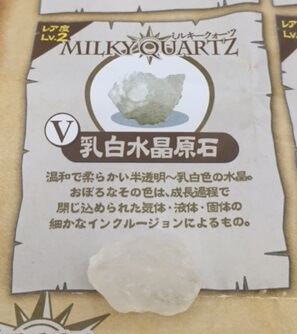 レア度
Lv.2
ミルキークォーツ
MILKY QUARTZ
V
乳白水晶原石
温和で柔らかい半透明～乳白色の水晶。
おぼろなその色は、成長過程で
閉じ込められた気体・液体・固体の
細かなインクルージョンによるもの。